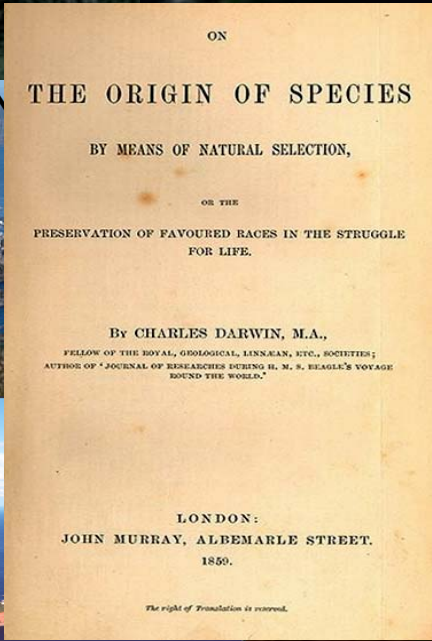 ON
THE ORIGIN OF SPECIES
BY MEANS OF NATURAL SELECTION,
OR THE
PRESERVATION OF FAVOURED RACES IN THE STRUGGLE
FOR LIFE.
BY CHARLES DARWIN, M.A.,
FELLOW OF THE ROYAL, GEOLOGICAL, LINNÆAN, ETC., SOCIETIES;
AUTHOR OF ‘JOURNAL OF RESEARCHES DURING H. M. S. BEAGLE'S VOYAGE
ROUND THE WORLD.’
LONDON:
JOHN MURRAY, ALBEMARLE STREET.
1859.
The right of Translation is reserved.